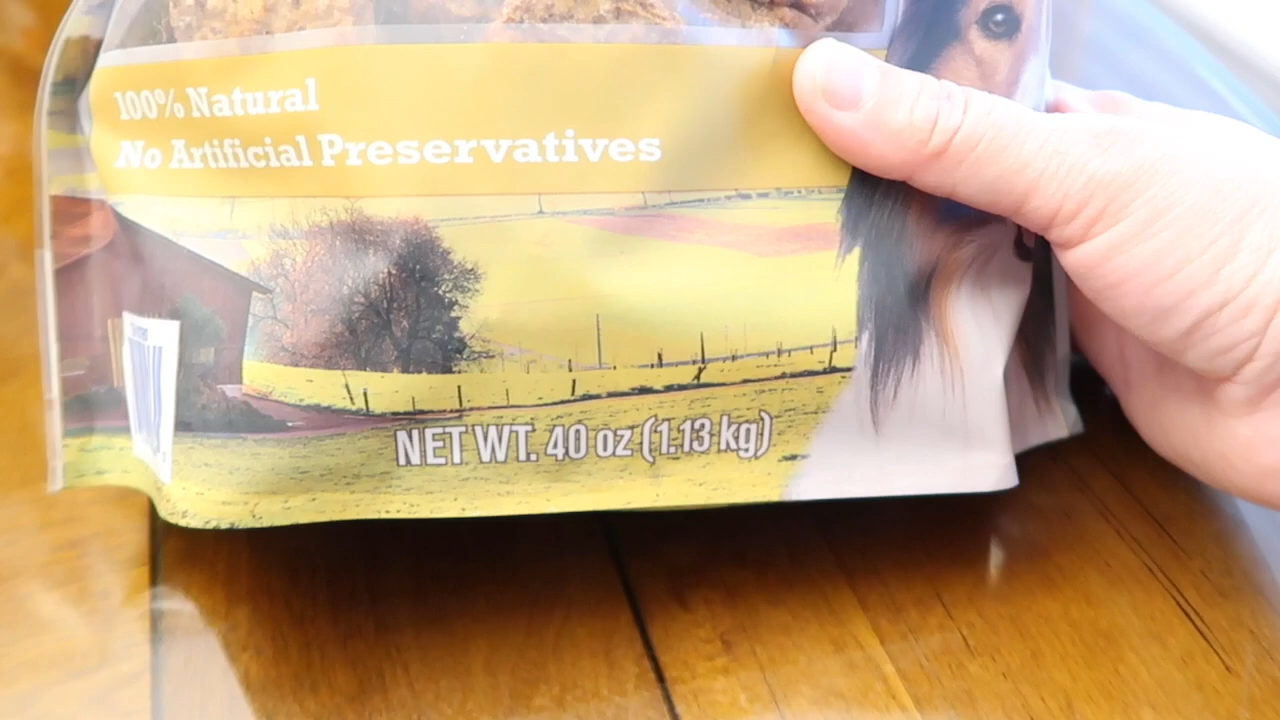 100% Natural
No Artificial Preservatives
NET WT. 40 oz (1.13 kg)